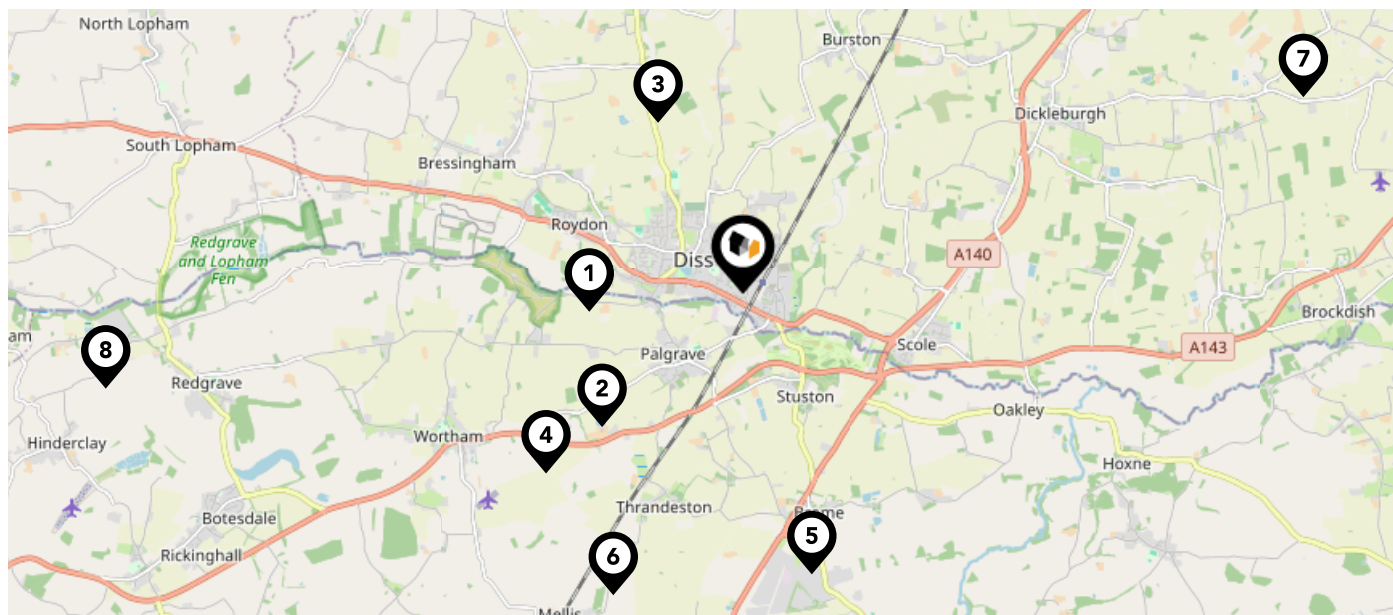 North Lopham
Burston
7
3
Dickleburgh
South Lopham
Bressingham
Roydon
Redgrave
and Lopham
Fen
Diss
A140
1
Brockdish
am
8
Scole
A143
Palgrave
Redgrave
2
Stuston
Oakley
4
Wortham
Hinderclay
Hoxne
Thrandeston
Botesdale
Brome
5
Rickinghall
6
Mellis